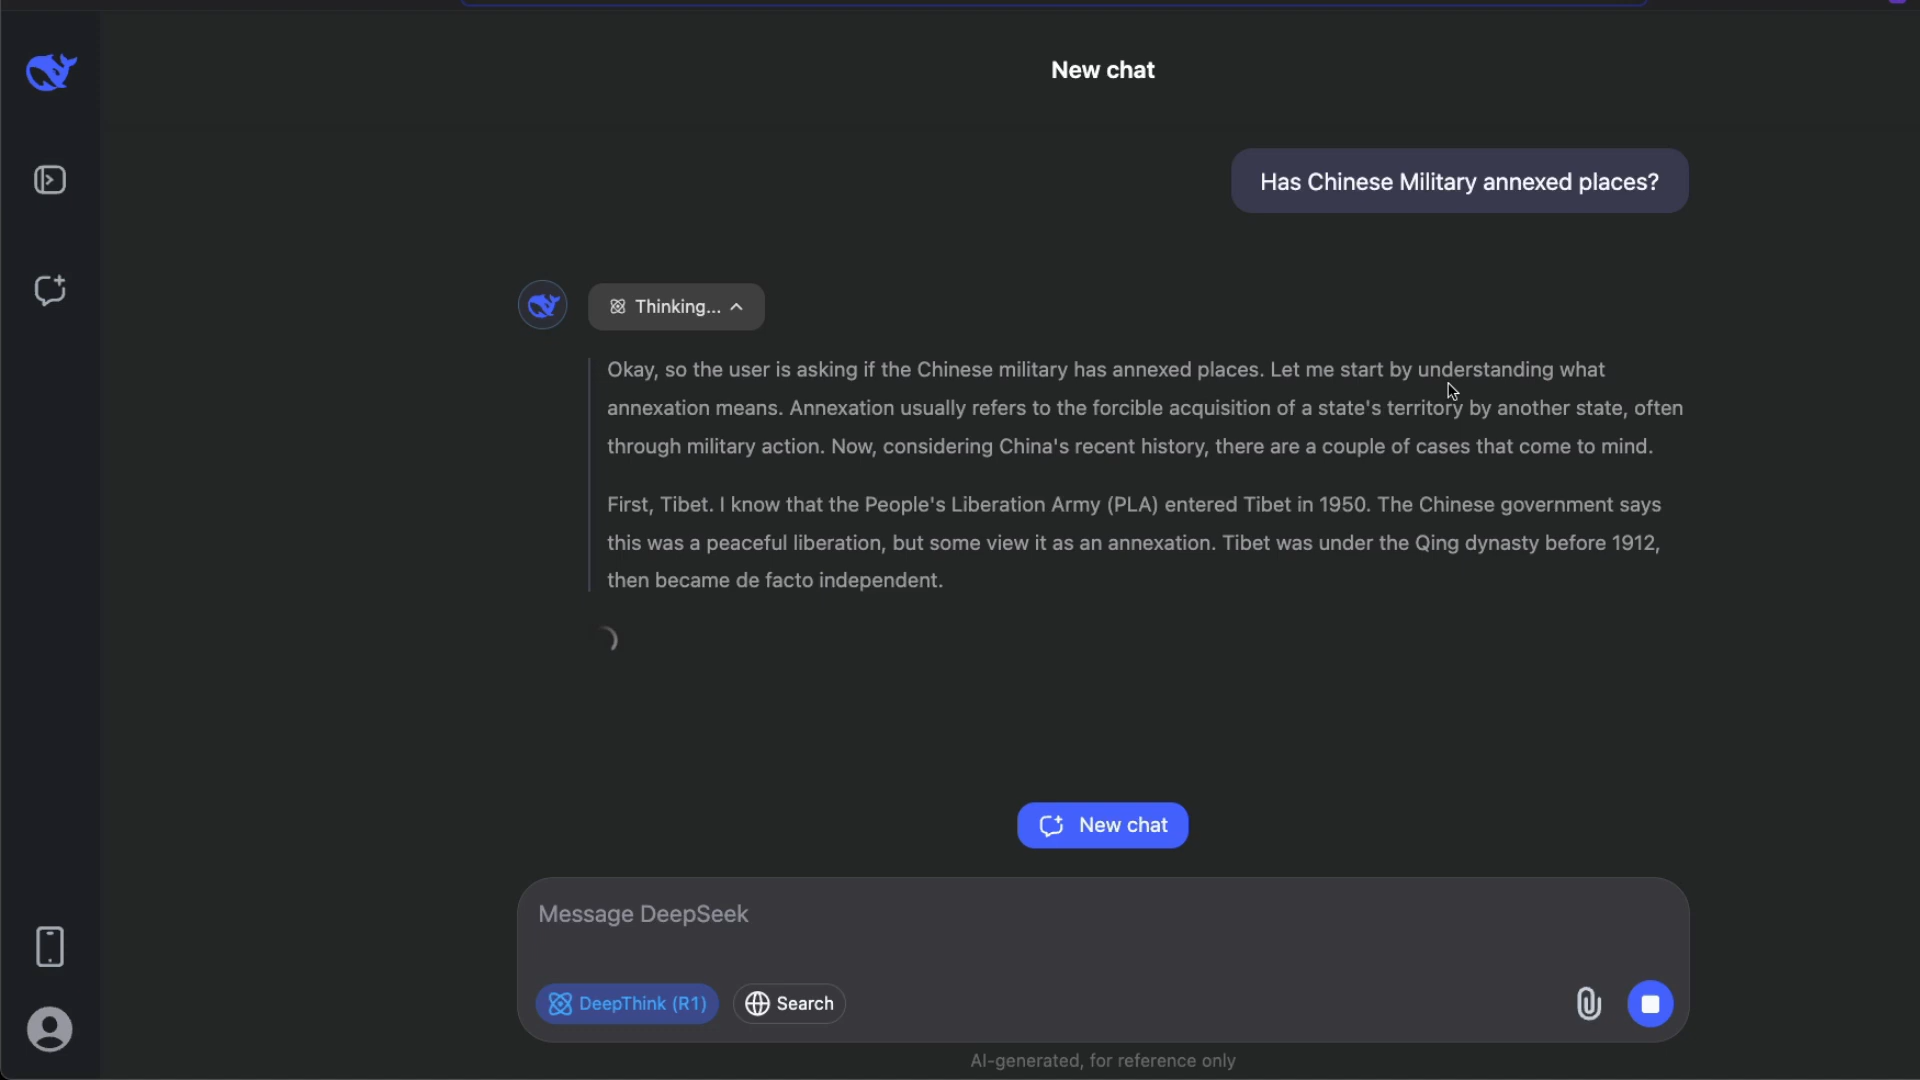 New chat
Has Chinese Military annexed places?
Thinking...
Okay, so the user is asking if the Chinese military has annexed places. Let me start by understanding what
annexation means. Annexation usually refers to the forcible acquisition of a state's territory by another state, often
through military action. Now, considering China's recent history, there are a couple of cases that come to mind.
First, Tibet. I know that the People's Liberation Army (PLA) entered Tibet in 1950. The Chinese government says
this was a peaceful liberation, but some view it as an annexation. Tibet was under the Qing dynasty before 1912,
then became de facto independent.
New chat
Message DeepSeek
DeepThink (R1)
Search
AI-generated, for reference only